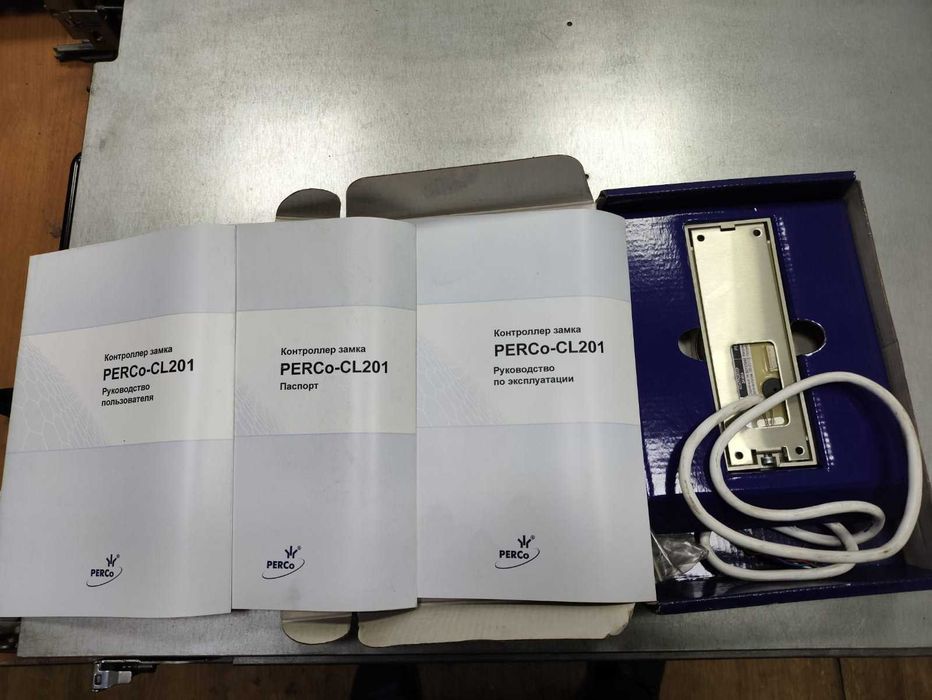 Контроллер замка
PERCo-CL201
Руководство
пользователя
PERCo®
Контроллер замка
PERCo-CL201
Паспорт
PERCo®
Контроллер замка
PERCo-CL201
Руководство
по эксплуатации
PERCo®